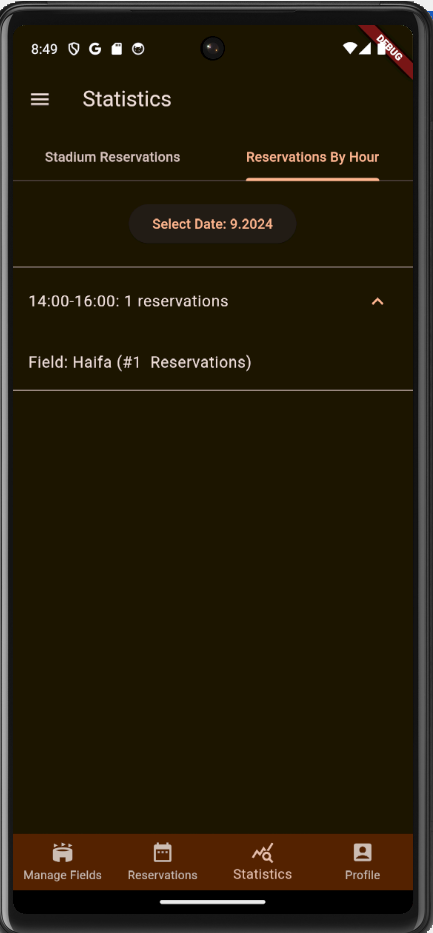 8:49
DEBUG
Statistics
Stadium Reservations
Reservations By Hour
Select Date: 9.2024
14:00-16:00: 1 reservations
Field: Haifa (#1  Reservations)
Manage Fields
Reservations
Statistics
Profile